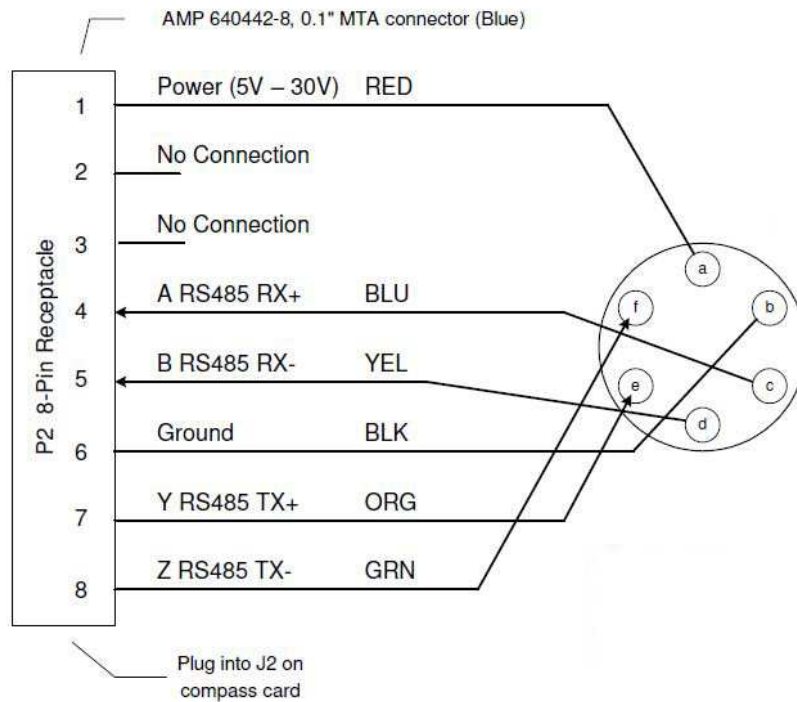 AMP 640442-8, 0.1" MTA connector (Blue)
P2 8-Pin Receptacle
1 Power (5V – 30V) RED
2 No Connection
3 No Connection
4 A RS485 RX+ BLU
5 B RS485 RX- YEL
6 Ground BLK
7 Y RS485 TX+ ORG
8 Z RS485 TX- GRN
a
f b
e c
d
Plug into J2 on
compass card